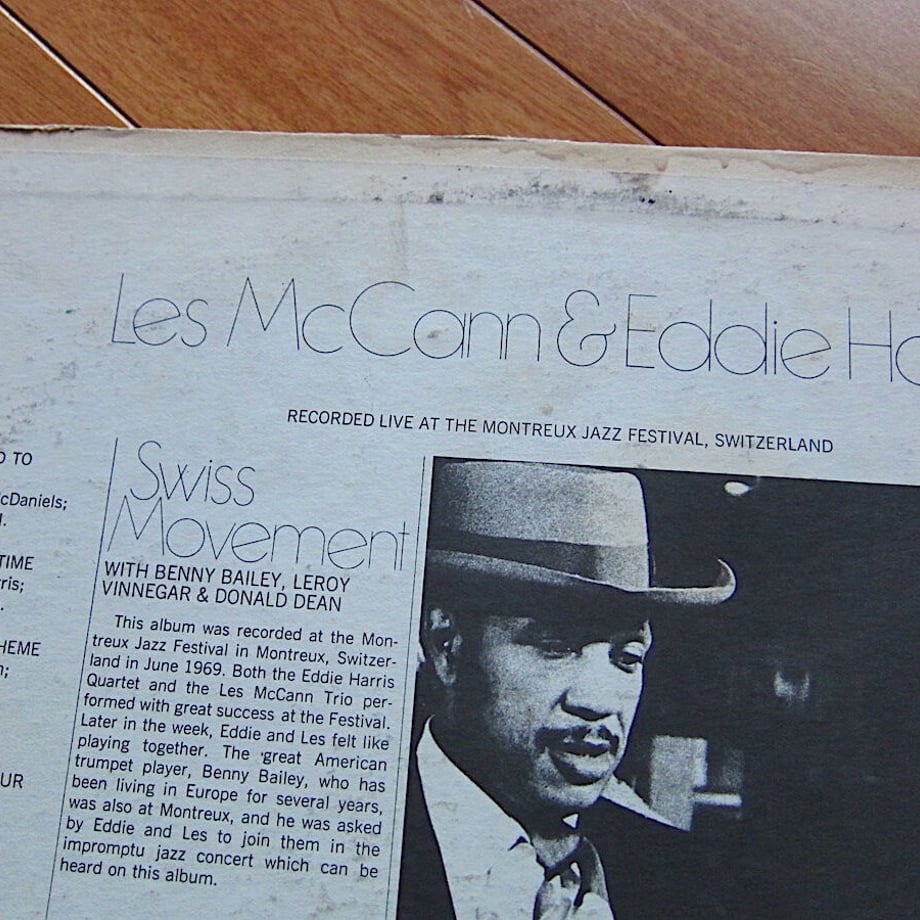 Les McCann & Eddie Ha
RECORDED LIVE AT THE MONTREUX JAZZ FESTIVAL, SWITZERLAND
D TO
cDaniels;
TIME
ris;
HEME
n;
UR
Swiss
Movement
WITH BENNY BAILEY, LEROY
VINNEGAR & DONALD DEAN
This album was recorded at the Mon-
treux Jazz Festival in Montreux, Switzer-
land in June 1969. Both the Eddie Harris
Quartet and the Les McCann Trio per-
formed with great success at the Festival.
Later in the week, Eddie and Les felt like
playing together. The great American
trumpet player, Benny Bailey, who has
been living in Europe for several years,
was also at Montreux, and he was asked
by Eddie and Les to join them in the
impromptu jazz concert which can be
heard on this album.